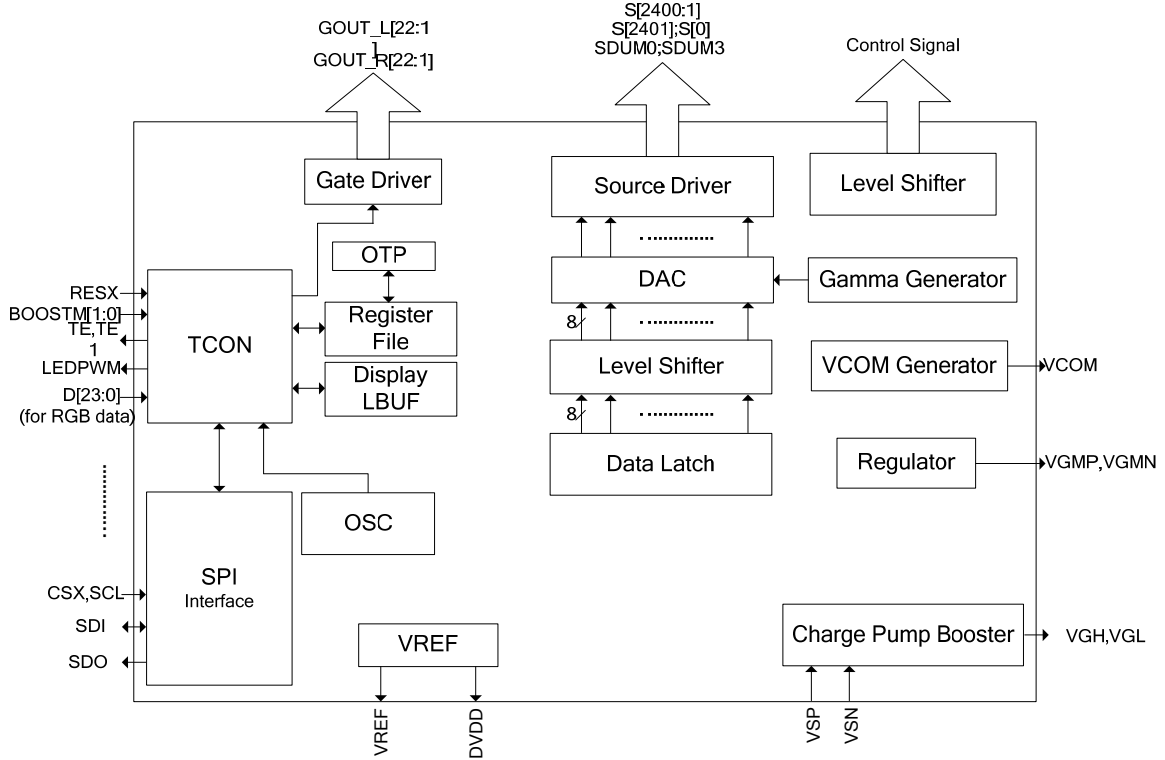 GOUT_L[22:1
]
GOUT_R[22:1]
S[2400:1]
S[2401];S[0]
SDUM0;SDUM3
Control Signal
Gate Driver
Source Driver
Level Shifter
OTP
DAC
Gamma Generator
RESX
BOOSTM[1:0]
TE,TE
1
LEDPWM
D[23:0]
(for RGB data)
TCON
Register
File
Display
LBUF
8
Level Shifter
VCOM Generator
VCOM
8
Data Latch
Regulator
VGMP,VGMN
OSC
SPI
Interface
CSX,SCL
SDI
SDO
VREF
Charge Pump Booster
VGH,VGL
VREF
DVDD
VSP
VSN